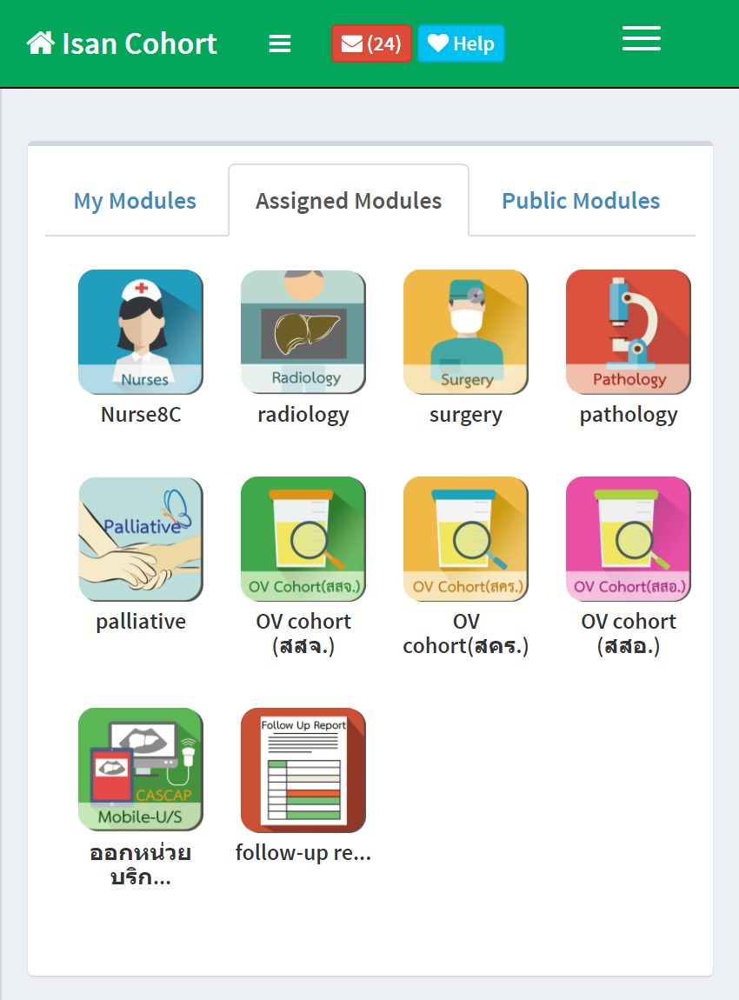 Isan Cohort
(24)
Help
My Modules
Assigned Modules
Public Modules
Nurses
Radiology
Surgery
Pathology
Nurse8C
radiology
surgery
pathology
Palliative
OV Cohort(สสจ.)
OV Cohort(สคร.)
OV Cohort(สสอ.)
palliative
OV cohort
(สสจ.)
OV
cohort(สคร.)
OV cohort
(สสอ.)
CASCAP
Mobile-U/S
Follow Up Report
ออกหน่วย
บริก...
follow-up re...